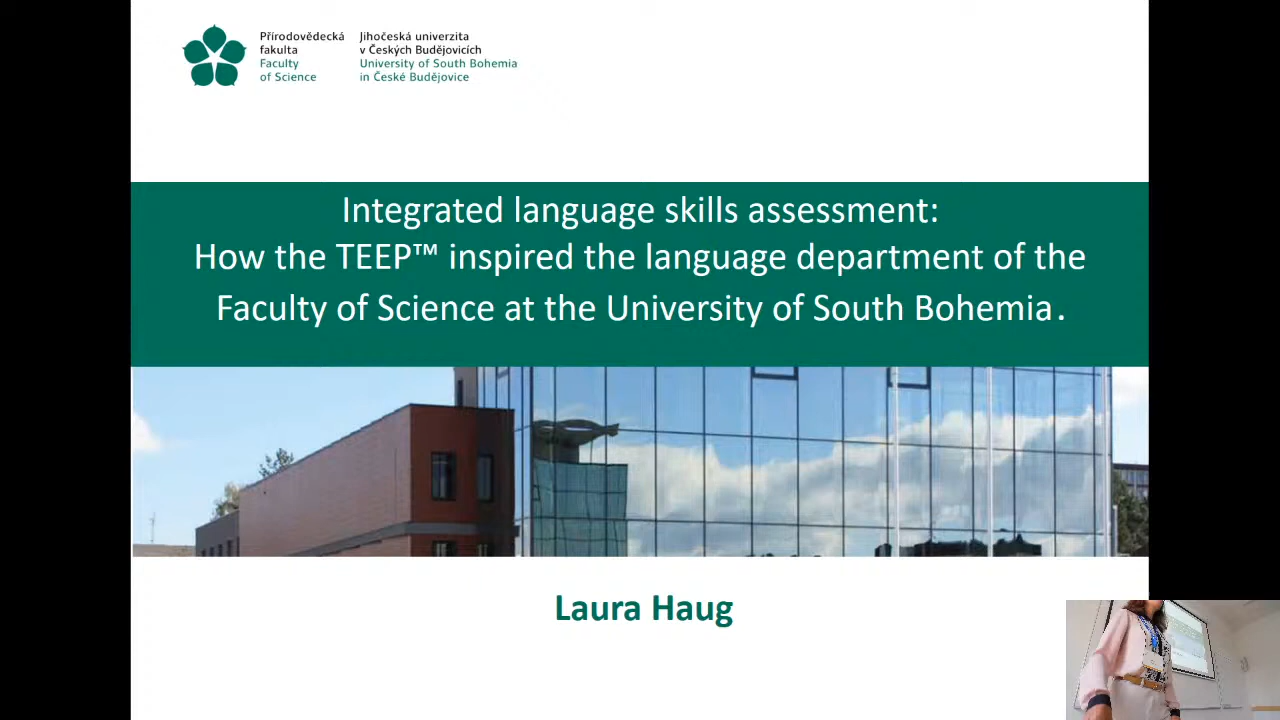 Přírodovědecká
fakulta
Faculty
of Science
Jihočeská univerzita
v Českých Budějovicích
University of South Bohemia
in České Budějovice
Integrated language skills assessment:
How the TEEP™ inspired the language department of the
Faculty of Science at the University of South Bohemia.
Laura Haug